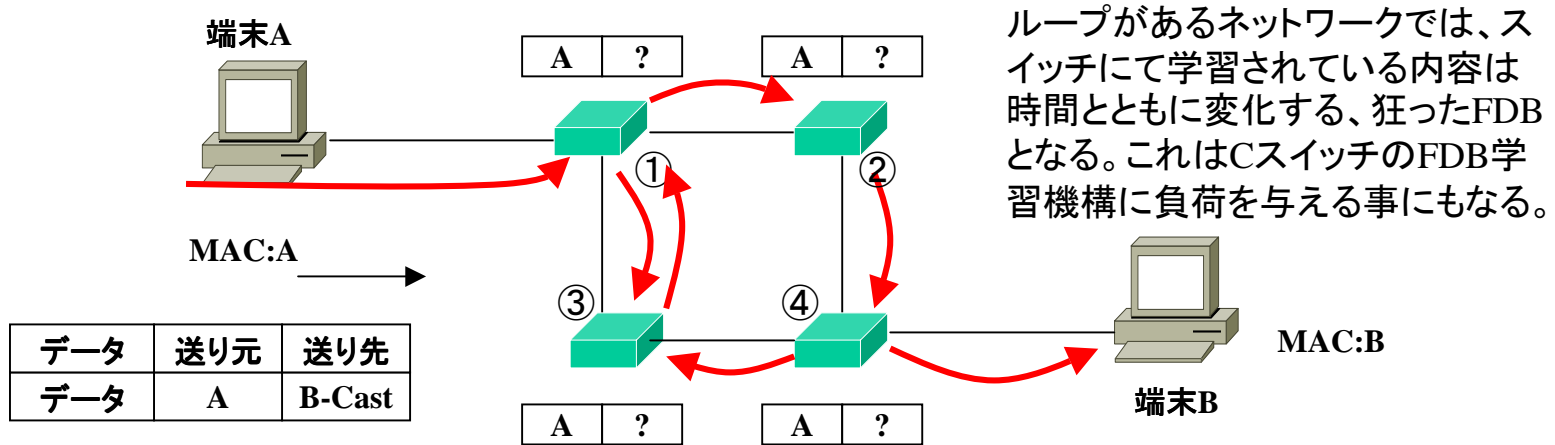 ループがあるネットワークでは、ス
イッチにて学習されている内容は
時間とともに変化する、狂ったFDB
となる。これはCスイッチのFDB学
習機構に負荷を与える事にもなる。
端末A
A ?
A ?
①
②
MAC:A
③
④
データ 送り元 送り先
データ A B-Cast
MAC:B
端末B
A ?
A ?